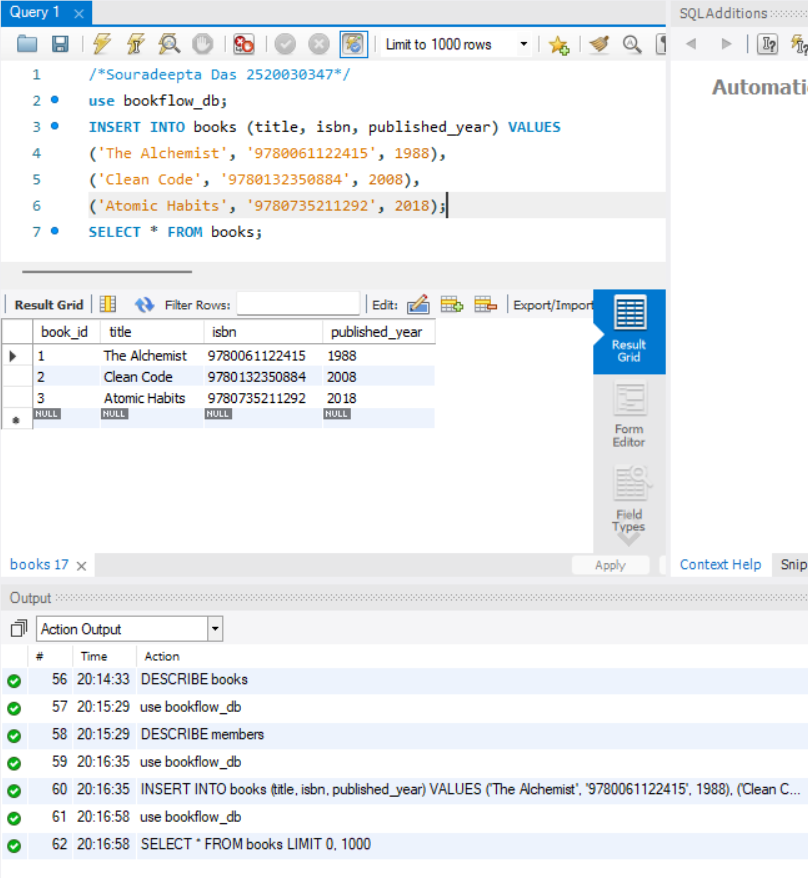 Query 1
SQLAdditions
Limit to 1000 rows
Automati
1 /*Souradeepta Das 2520030347*/
2 use bookflow_db;
3 INSERT INTO books (title, isbn, published_year) VALUES
4 ('The Alchemist', '9780061122415', 1988),
5 ('Clean Code', '9780132350884', 2008),
6 ('Atomic Habits', '9780735211292', 2018);
7 SELECT * FROM books;
Result Grid Filter Rows: Edit: Export/Import
book_id title isbn published_year
1 The Alchemist 9780061122415 1988
2 Clean Code 9780132350884 2008
3 Atomic Habits 9780735211292 2018
NULL NULL NULL NULL
Result
Grid
Form
Editor
Field
Types
books 17
Apply
Context Help Snip
Output
Action Output
# Time Action
56 20:14:33 DESCRIBE books
57 20:15:29 use bookflow_db
58 20:15:29 DESCRIBE members
59 20:16:35 use bookflow_db
60 20:16:35 INSERT INTO books (title, isbn, published_year) VALUES ('The Alchemist', '9780061122415', 1988), ('Clean C...
61 20:16:58 use bookflow_db
62 20:16:58 SELECT * FROM books LIMIT 0, 1000